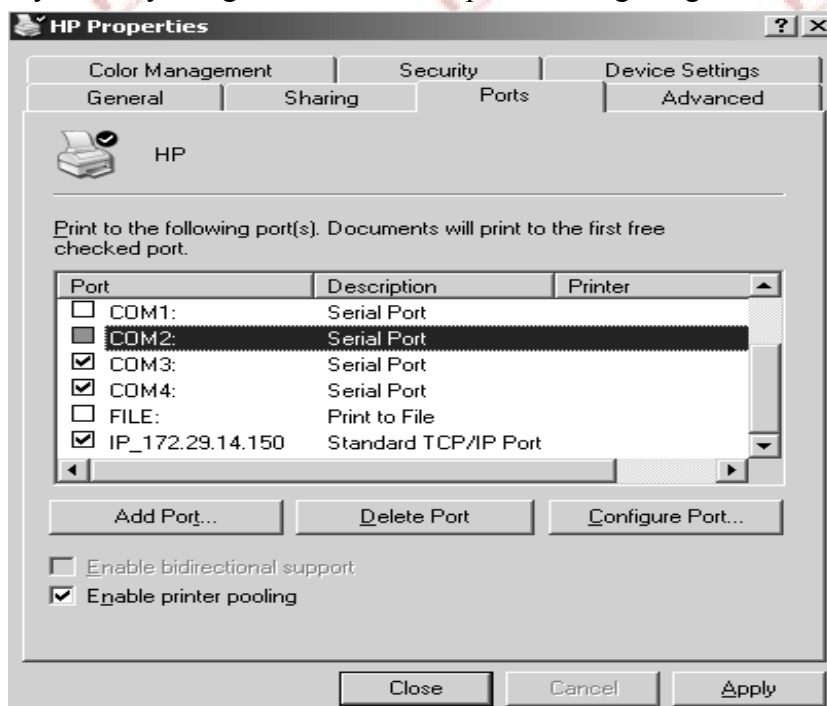 HP Properties
Color Management Security Device Settings
General Sharing Ports Advanced
HP
Print to the following port(s). Documents will print to the first free
checked port.
Port Description Printer
COM1: Serial Port
COM2: Serial Port
COM3: Serial Port
COM4: Serial Port
FILE: Print to File
IP_172.29.14.150 Standard TCP/IP Port
Add Port... Delete Port Configure Port...
Enable bidirectional support
Enable printer pooling
Close Cancel Apply